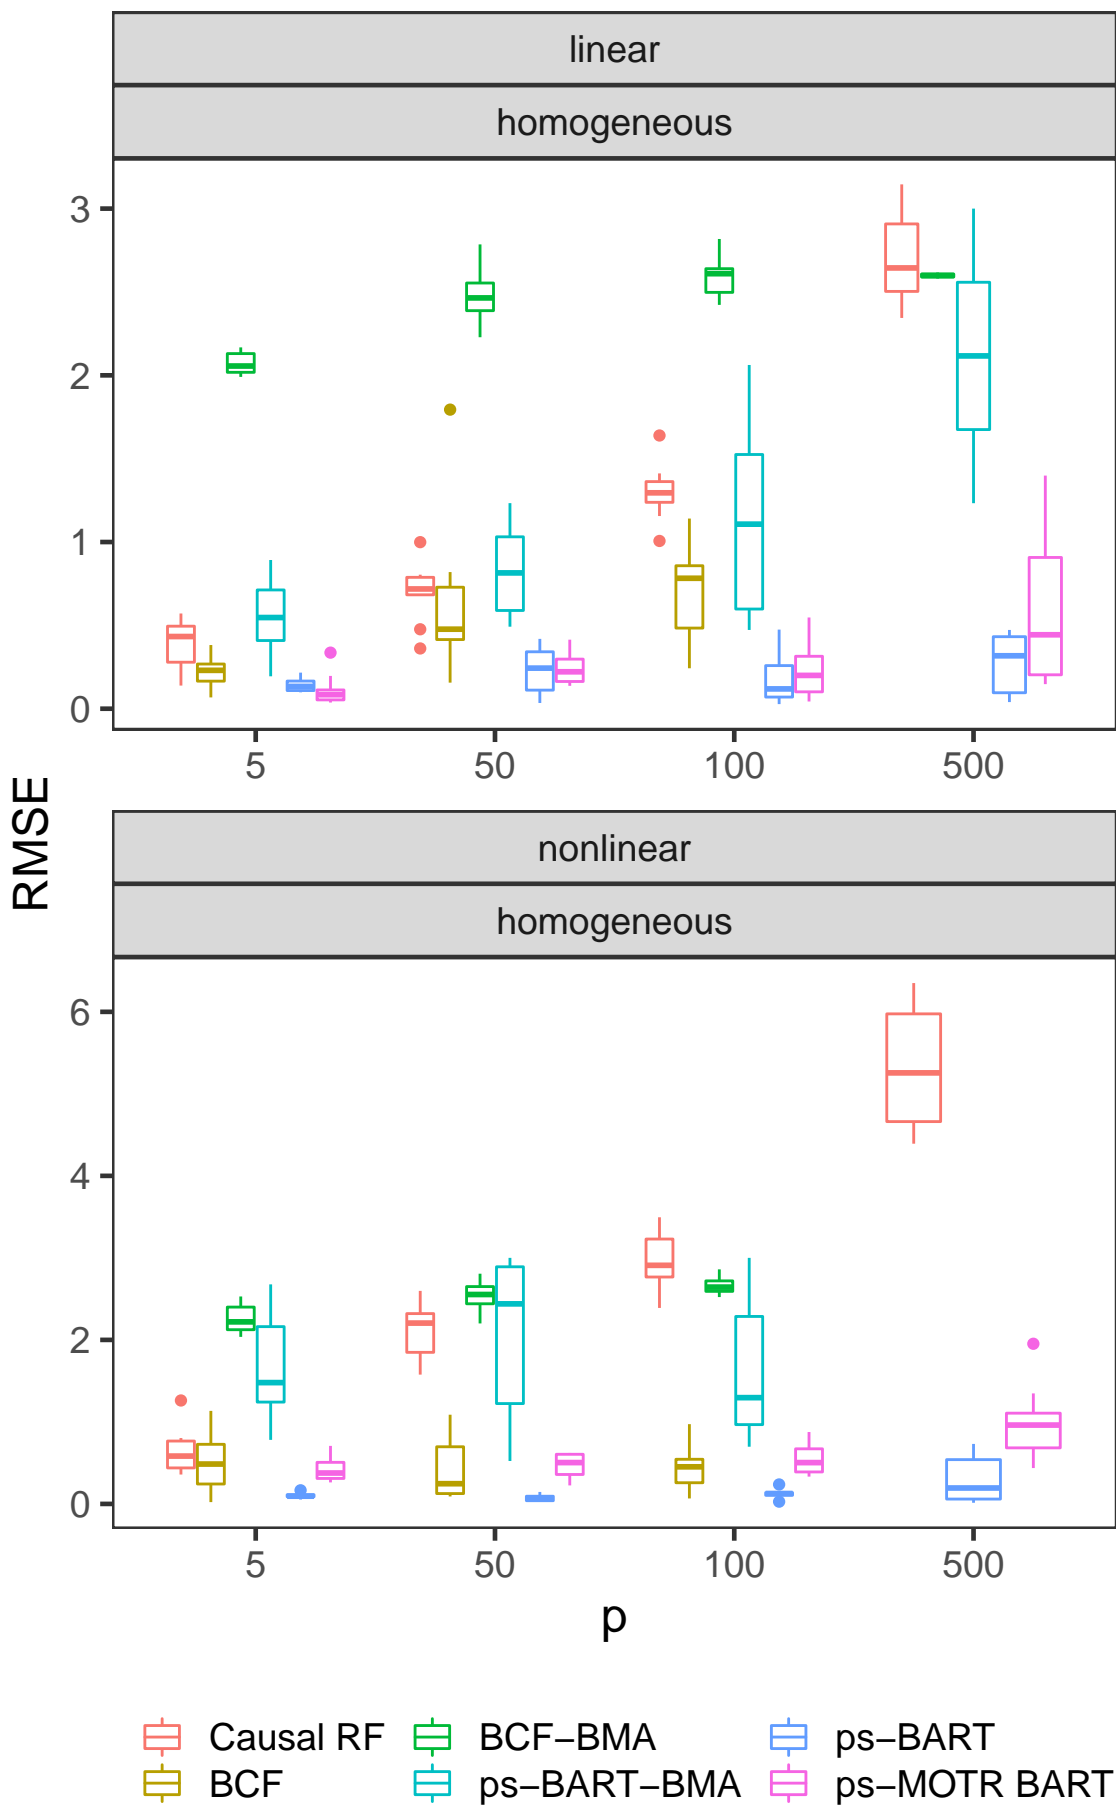 linear
homogeneous
3
2
1
0
5 50 100 500
RMSE
nonlinear
homogeneous
6
4
2
0
5 50 100 500
p
Causal RF BCF−BMA ps−BART
BCF ps−BART−BMA ps−MOTR BART